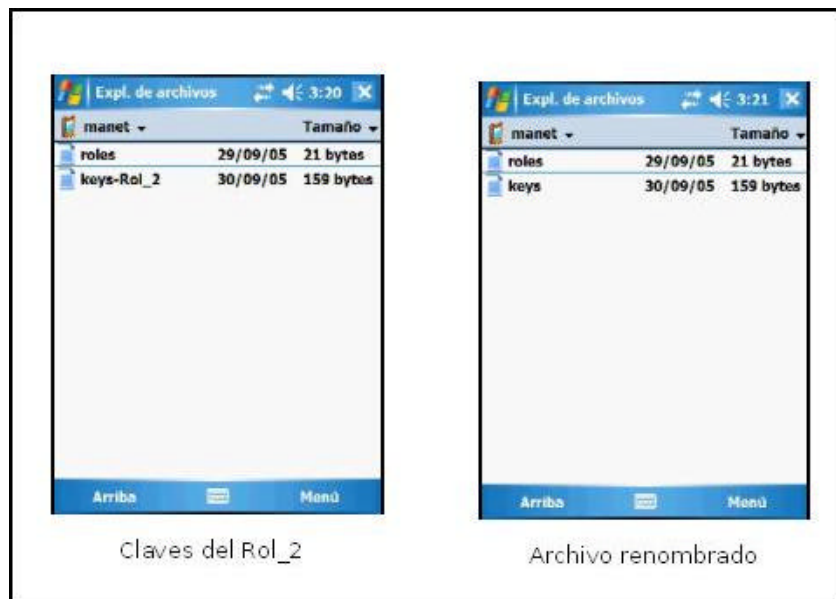 Expl. de archivos 3:20
manet Tamaño
roles 29/09/05 21 bytes
keys-Rol_2 30/09/05 159 bytes
Arriba Menú
Claves del Rol_2
Expl. de archivos 3:21
manet Tamaño
roles 29/09/05 21 bytes
keys 30/09/05 159 bytes
Arriba Menú
Archivo renombrado